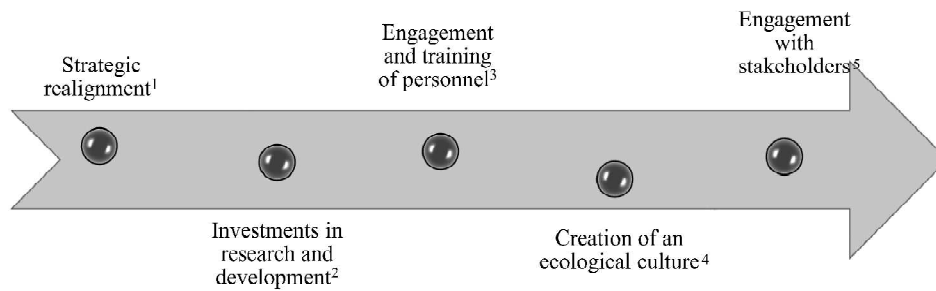 Strategic
realignment¹
Investments in
research and
development²
Engagement
and training
of personnel³
Creation of an
ecological culture⁴
Engagement
with
stakeholders⁵